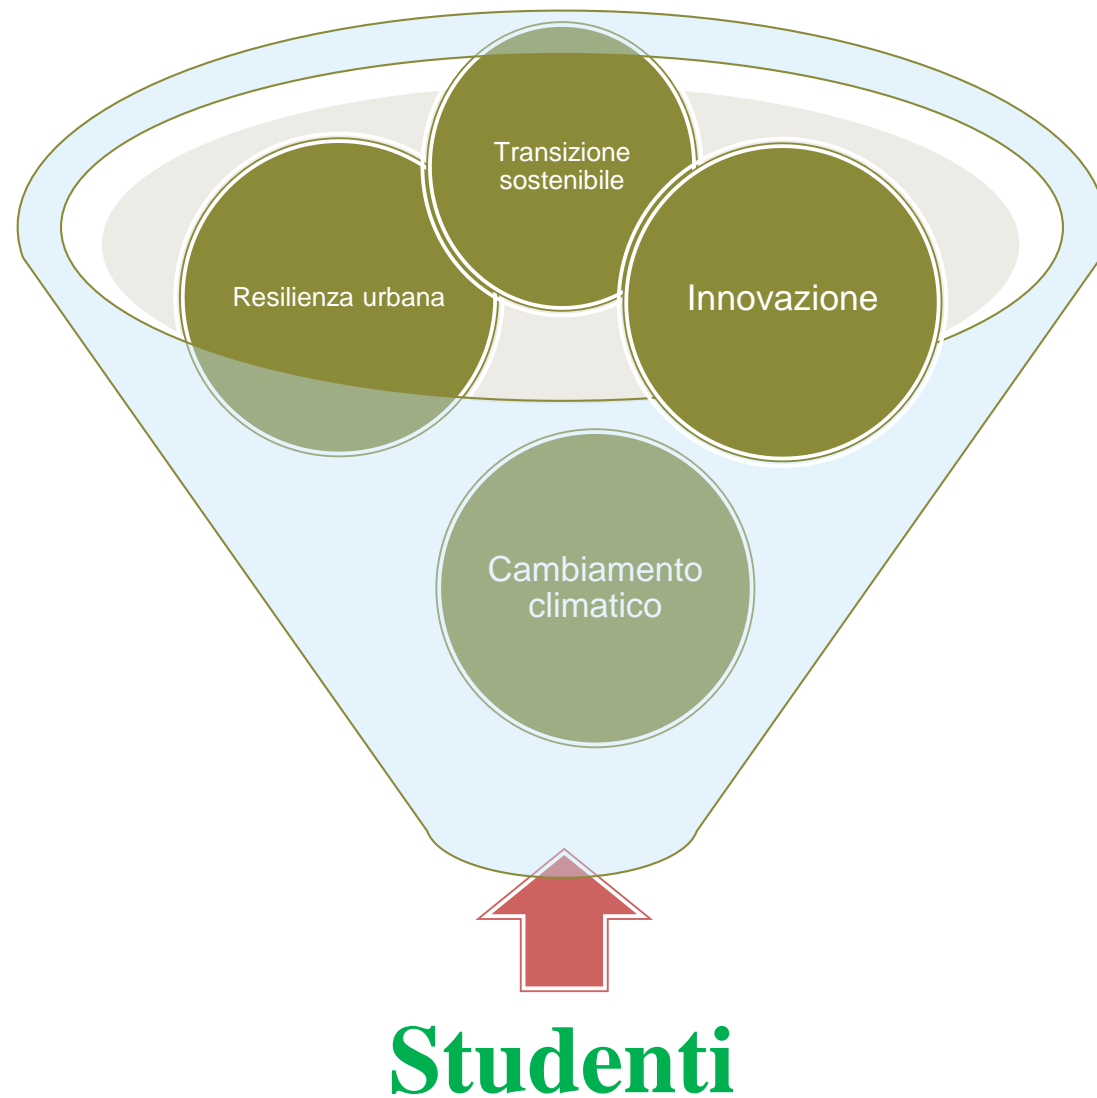 Transizione
sostenibile
Resilienza urbana
Innovazione
Cambiamento
climatico
Studenti